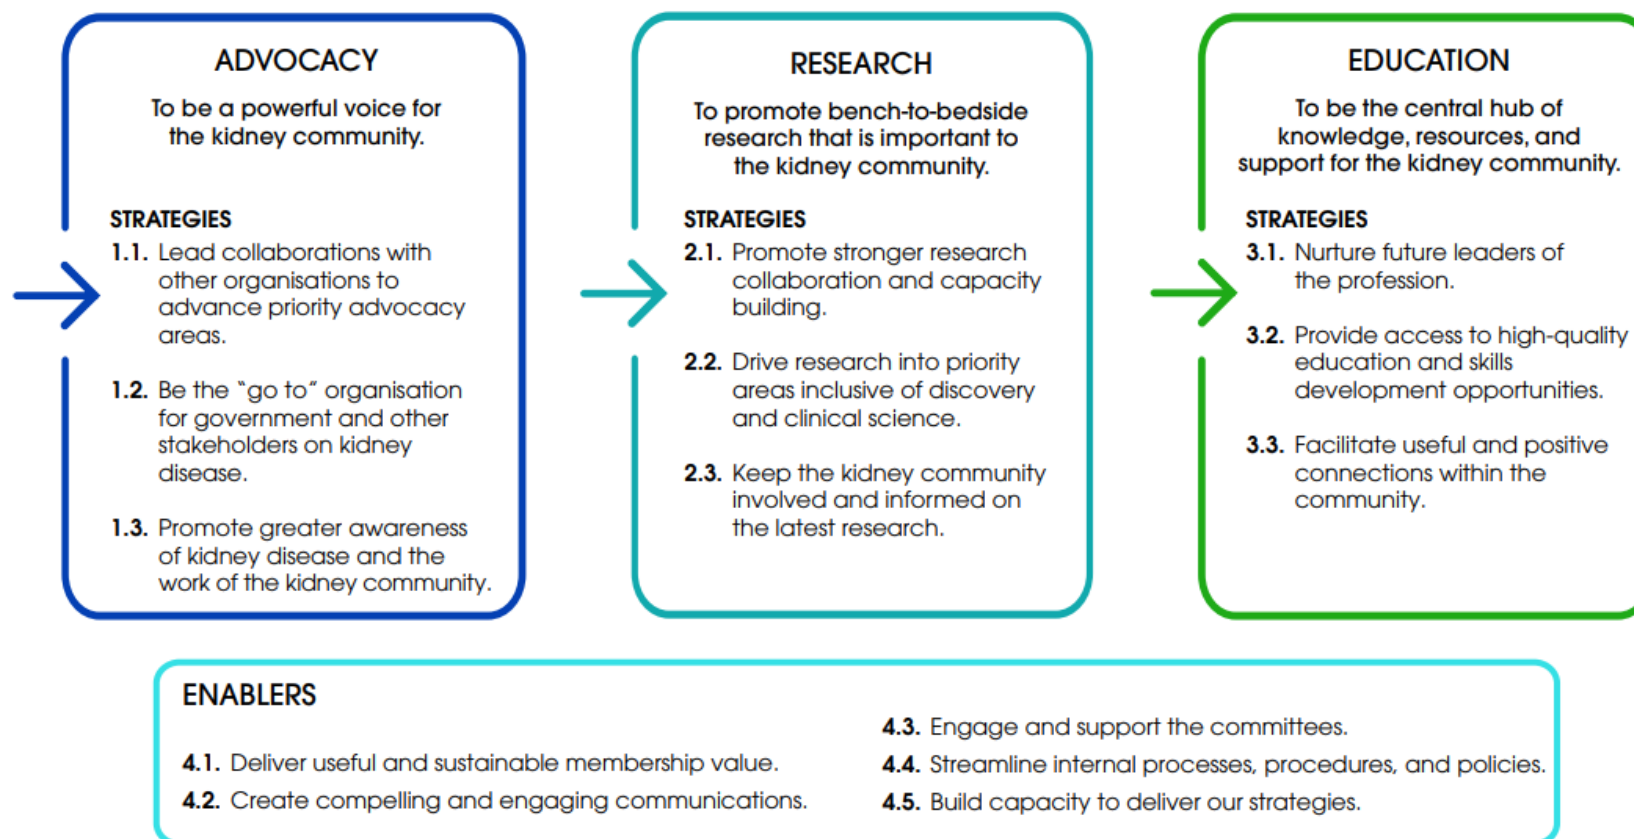 ADVOCACY
To be a powerful voice for
the kidney community.
STRATEGIES
1.1. Lead collaborations with
other organisations to
advance priority advocacy
areas.
1.2. Be the “go to” organisation
for government and other
stakeholders on kidney
disease.
1.3. Promote greater awareness
of kidney disease and the
work of the kidney community.
RESEARCH
To promote bench-to-bedside
research that is important to
the kidney community.
STRATEGIES
2.1. Promote stronger research
collaboration and capacity
building.
2.2. Drive research into priority
areas inclusive of discovery
and clinical science.
2.3. Keep the kidney community
involved and informed on
the latest research.
EDUCATION
To be the central hub of
knowledge, resources, and
support for the kidney community.
STRATEGIES
3.1. Nurture future leaders of
the profession.
3.2. Provide access to high-quality
education and skills
development opportunities.
3.3. Facilitate useful and positive
connections within the
community.
ENABLERS
4.1. Deliver useful and sustainable membership value.
4.2. Create compelling and engaging communications.
4.3. Engage and support the committees.
4.4. Streamline internal processes, procedures, and policies.
4.5. Build capacity to deliver our strategies.